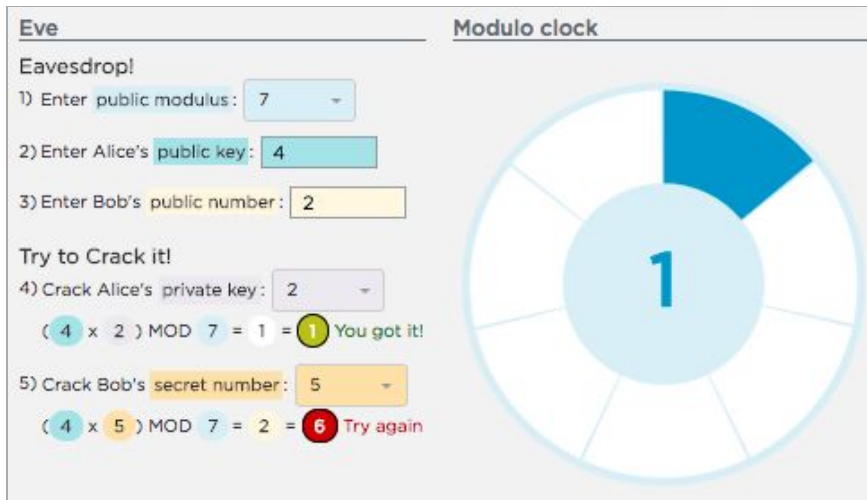 Eve
Eavesdrop!
1) Enter public modulus: 7
2) Enter Alice's public key: 4
3) Enter Bob's public number: 2
Try to Crack it!
4) Crack Alice's private key: 2
( 4 x 2 ) MOD 7 = 1 = 1 You got it!
5) Crack Bob's secret number: 5
( 4 x 5 ) MOD 7 = 2 = 6 Try again
Modulo clock
1